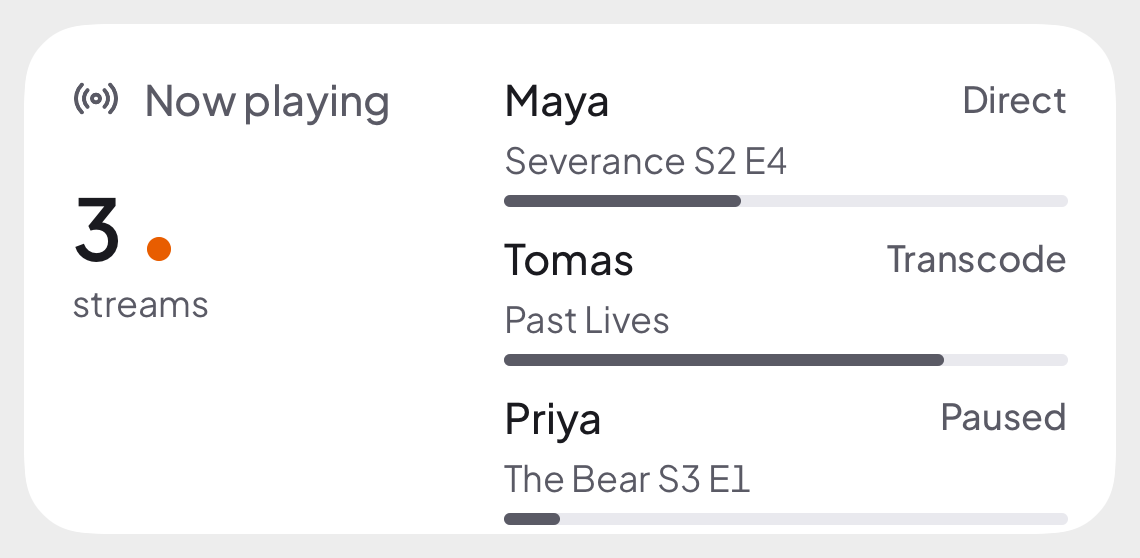 Now playing
3
streams
Maya
Direct
Severance S2 E4
Tomas
Transcode
Past Lives
Priya
Paused
The Bear S3 E1